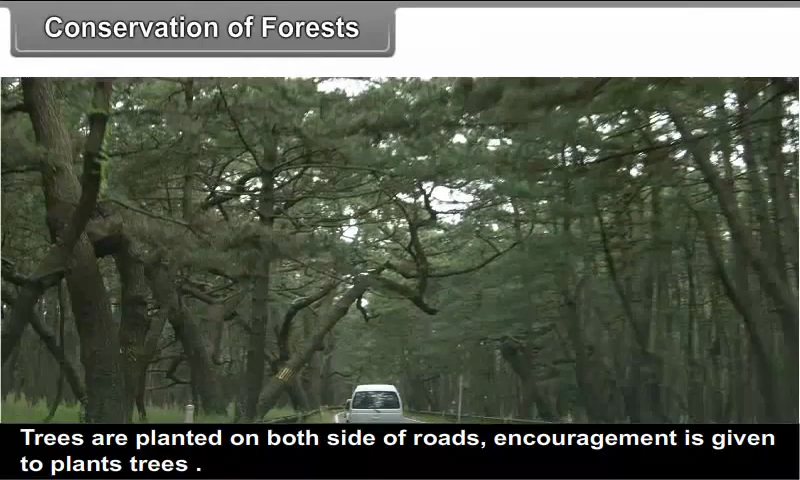 Conservation of Forests
Trees are planted on both side of roads, encouragement is given
to plants trees .